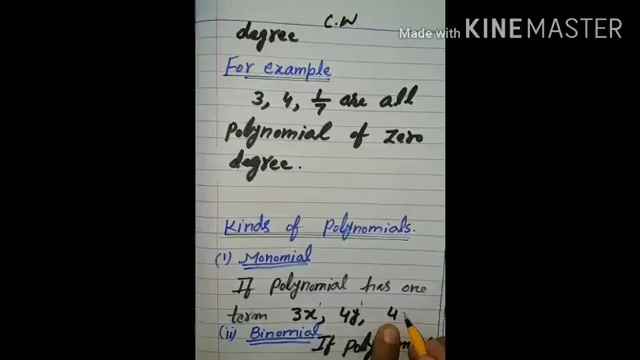 C.W
Made with KINEMASTER
degree
For example
3, 4, 1/7 are all
Polynomial of Zero
degree.
Kinds of Polynomials.
(i) Monomial
If Polynomial has one
term 3x, 4y, 4
(ii) Binomial
If